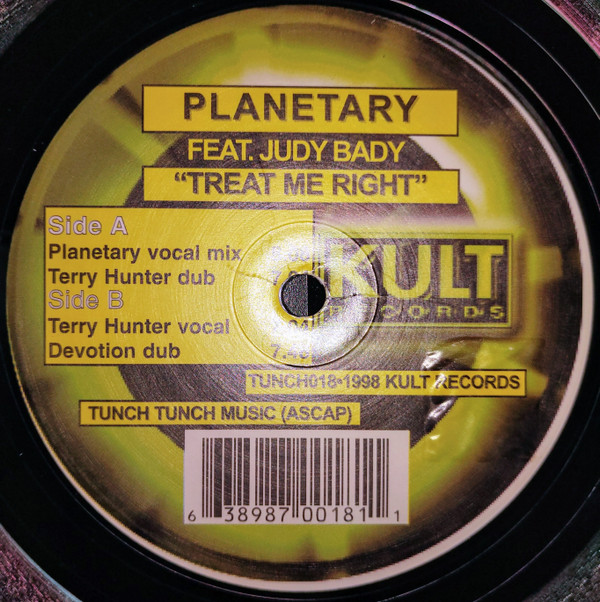 PLANETARY
FEAT. JUDY BADY
"TREAT ME RIGHT"
Side A
Planetary vocal mix
Terry Hunter dub
Side B
Terry Hunter vocal
Devotion dub
KULT
RECORDS
TUNCH018•1998 KULT RECORDS
TUNCH TUNCH MUSIC (ASCAP)
6 38987 00181 1